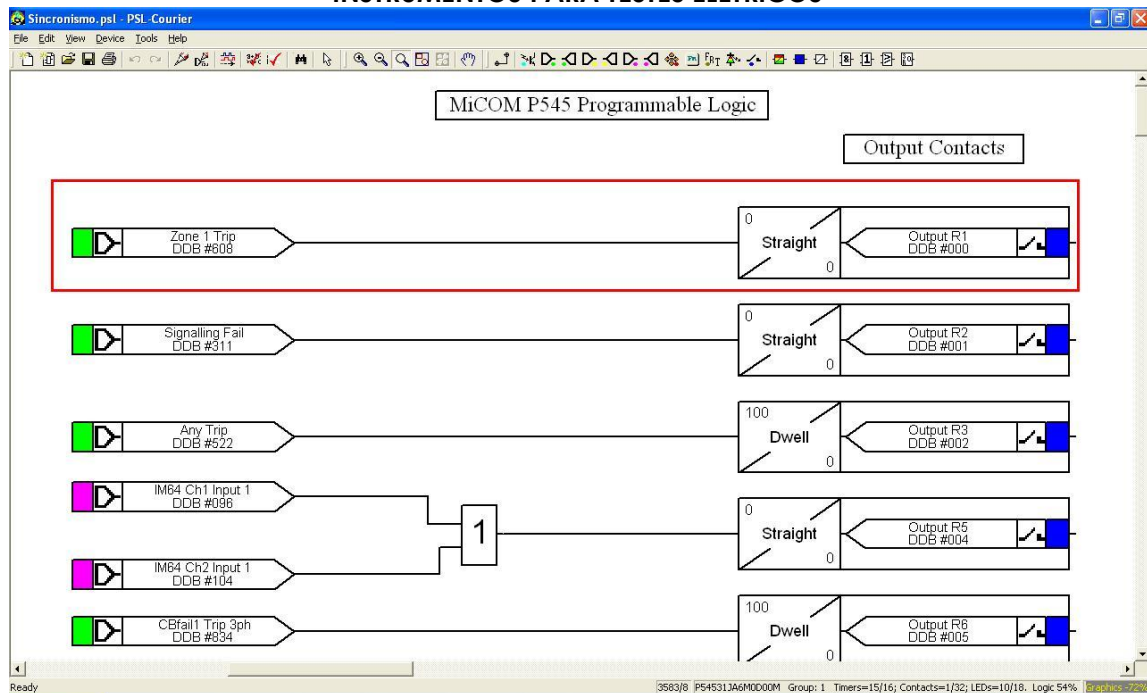 INSTRUMENTOS PARA TESTES ELÉTRICOS
Sincronismo.psl - PSL-Courier
File Edit View Device Tools Help
MiCOM P545 Programmable Logic
Output Contacts
Zone 1 Trip
DDB #608
0
Straight
0
Output R1
DDB #000
Signalling Fail
DDB #311
0
Straight
0
Output R2
DDB #001
Any Trip
DDB #522
100
Dwell
0
Output R3
DDB #002
IM64 Ch1 Input 1
DDB #096
IM64 Ch2 Input 1
DDB #104
1
0
Straight
0
Output R5
DDB #004
CBfail1 Trip 3ph
DDB #834
100
Dwell
0
Output R6
DDB #005
Ready
3583/8 P54531JA6M0D00M Group: 1 Timers=15/16; Contacts=1/32; LEDs=10/18. Logic 54% Graphics -72%